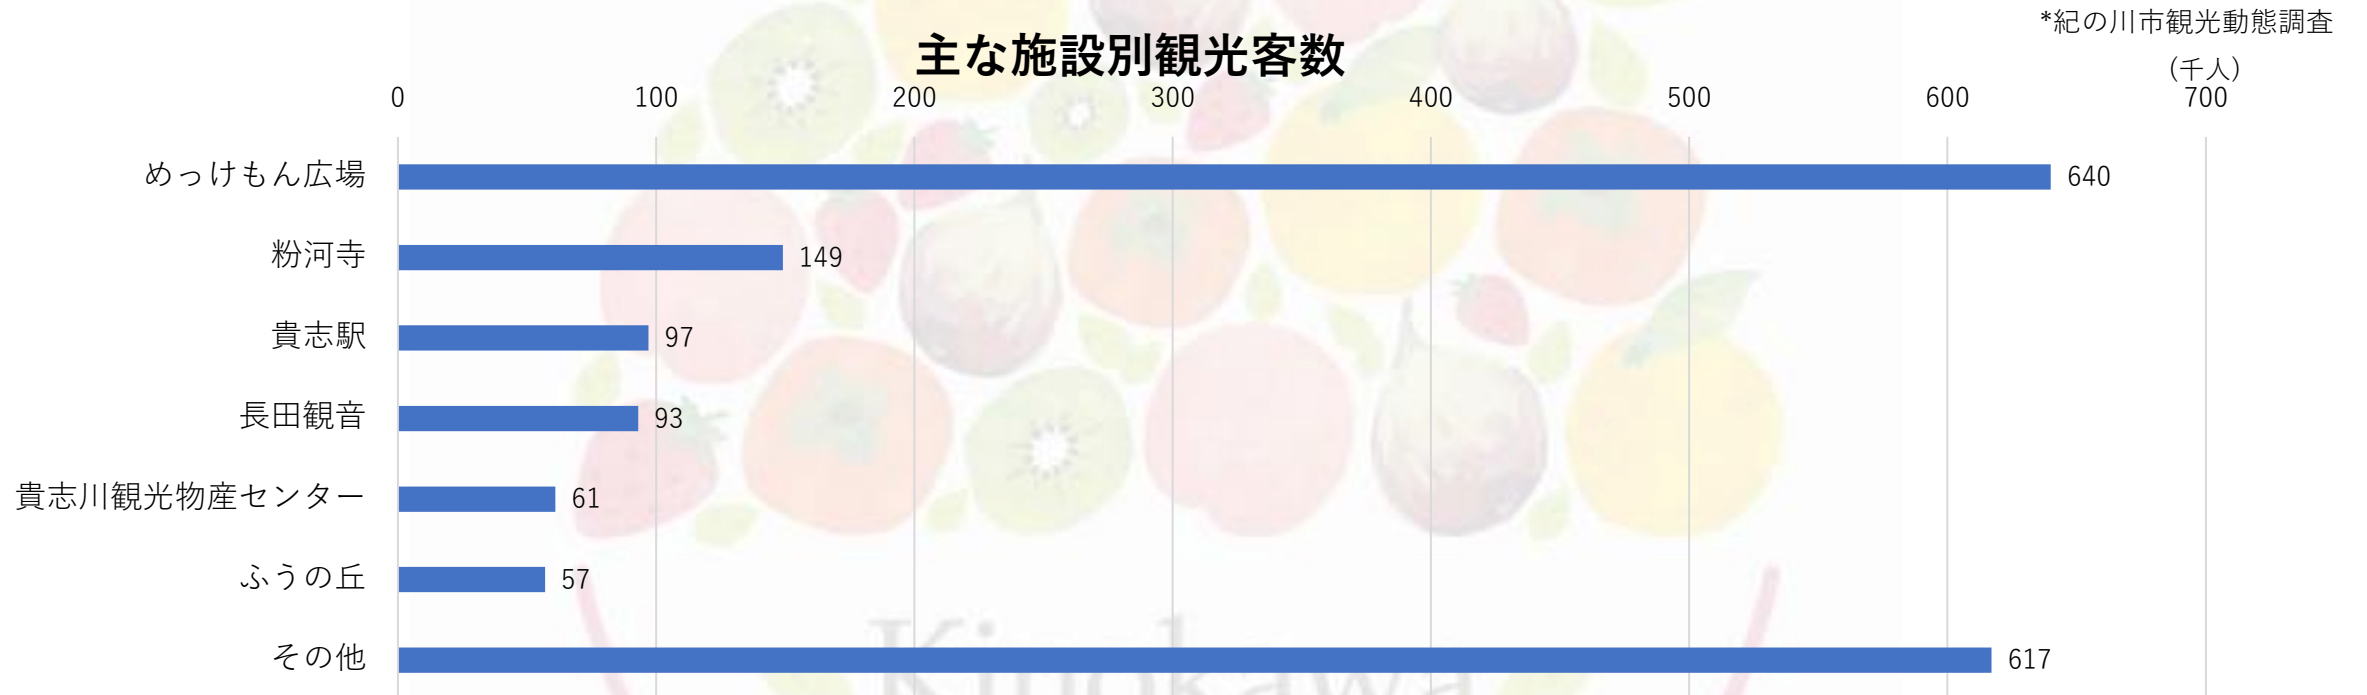 *紀の川市観光動態調査
主な施設別観光客数
(千人)
0 100 200 300 400 500 600 700
めっけもん広場 640
粉河寺 149
貴志駅 97
長田観音 93
貴志川観光物産センター 61
ふうの丘 57
その他 617
Kinokawa